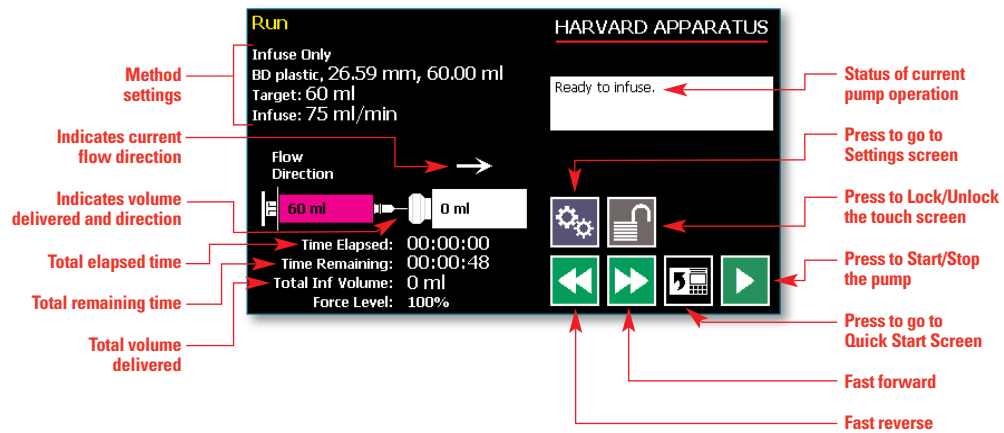 Run
HARVARD APPARATUS
Infuse Only
BD plastic, 26.59 mm, 60.00 ml
Target: 60 ml
Infuse: 75 ml/min
Ready to infuse.
Flow
Direction
60 ml
0 ml
Time Elapsed: 00:00:00
Time Remaining: 00:00:48
Total Inf Volume: 0 ml
Force Level: 100%
Method
settings
Indicates current
flow direction
Indicates volume
delivered and direction
Total elapsed time
Total remaining time
Total volume
delivered
Status of current
pump operation
Press to go to
Settings screen
Press to Lock/Unlock
the touch screen
Press to Start/Stop
the pump
Press to go to
Quick Start Screen
Fast forward
Fast reverse